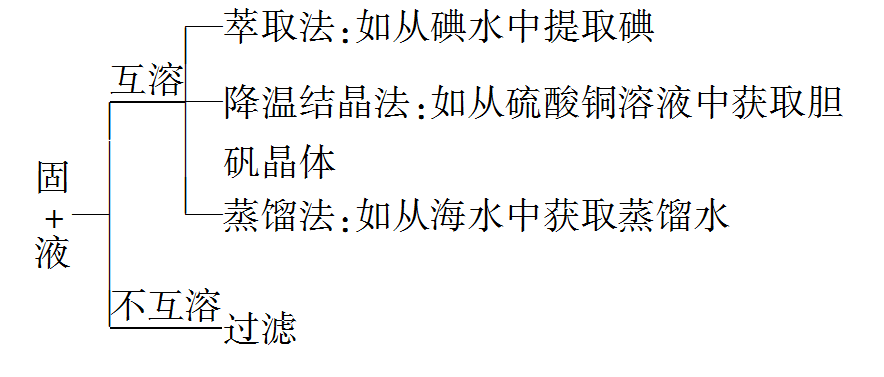 萃取法:如从碘水中提取碘
互溶
降温结晶法:如从硫酸铜溶液中获取胆
矾晶体
固
+
液
蒸馏法:如从海水中获取蒸馏水
不互溶
过滤